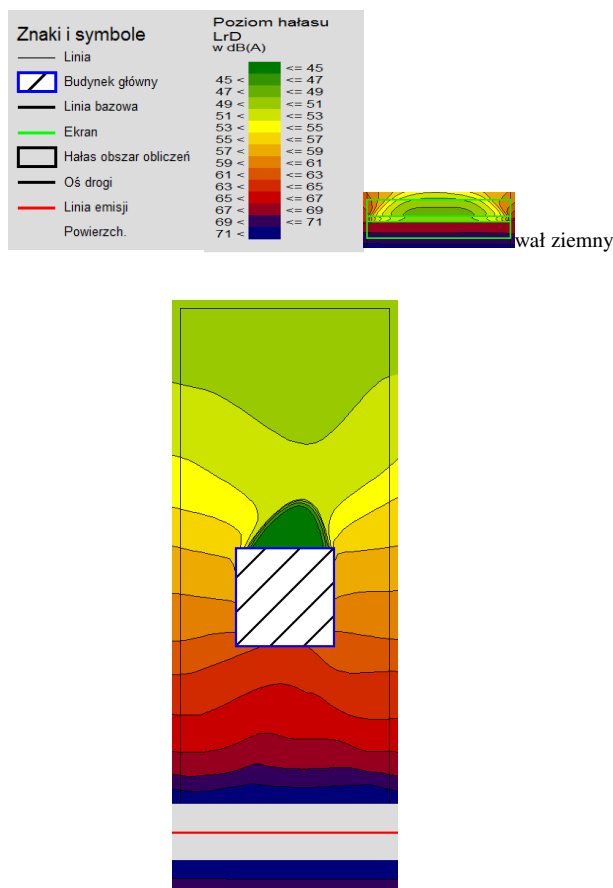 Znaki i symbole
Linia
Budynek główny
Linia bazowa
Ekran
Hałas obszar obliczeń
Oś drogi
Linia emisji
Powierzch.
Poziom hałasu
LrD
w dB(A)
<= 45
45 < <= 47
47 < <= 49
49 < <= 51
51 < <= 53
53 < <= 55
55 < <= 57
57 < <= 59
59 < <= 61
61 < <= 63
63 < <= 65
65 < <= 67
67 < <= 69
69 < <= 71
71 <
wał ziemny